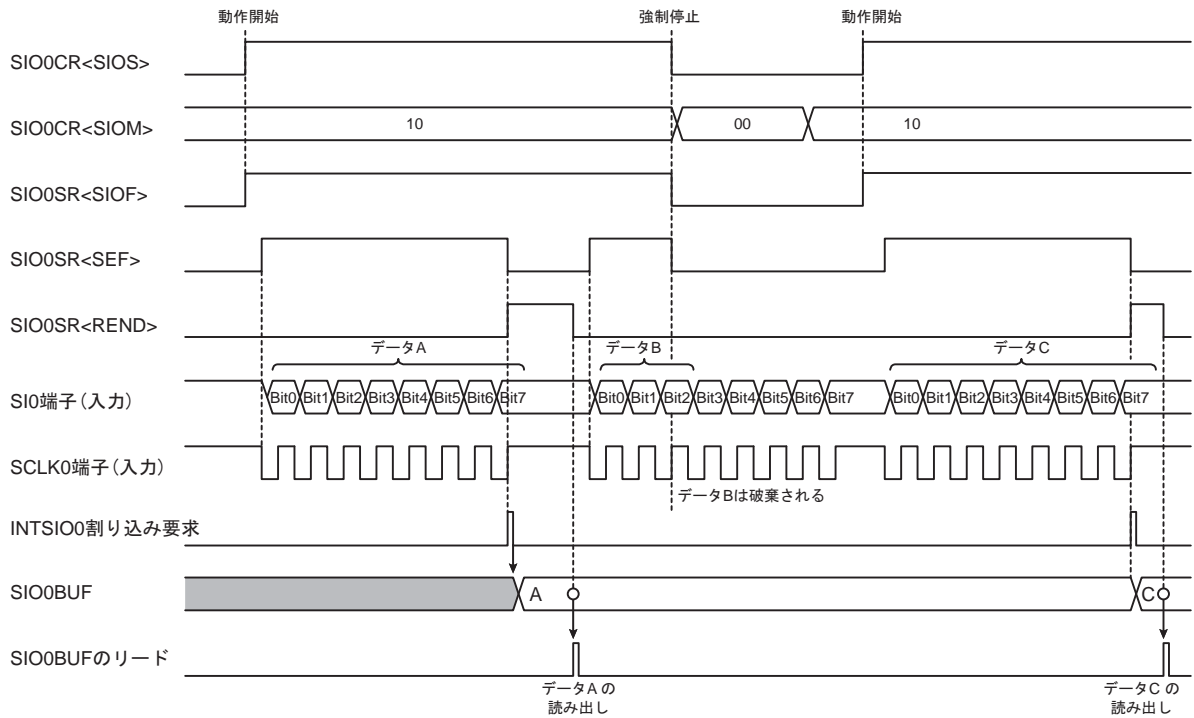 動作開始 強制停止 動作開始
SIO0CR<SIOS>
SIO0CR<SIOM> 10 00 10
SIO0SR<SIOF>
SIO0SR<SEF>
SIO0SR<REND>
データA データB データC
SI0端子(入力) Bit0 Bit1 Bit2 Bit3 Bit4 Bit5 Bit6 Bit7 Bit0 Bit1 Bit2 Bit3 Bit4 Bit5 Bit6 Bit7 Bit0 Bit1 Bit2 Bit3 Bit4 Bit5 Bit6 Bit7
SCLK0端子(入力)
データBは破棄される
INTSIO0割り込み要求
SIO0BUF A C
SIO0BUFのリード
データA の データC の
読み出し 読み出し